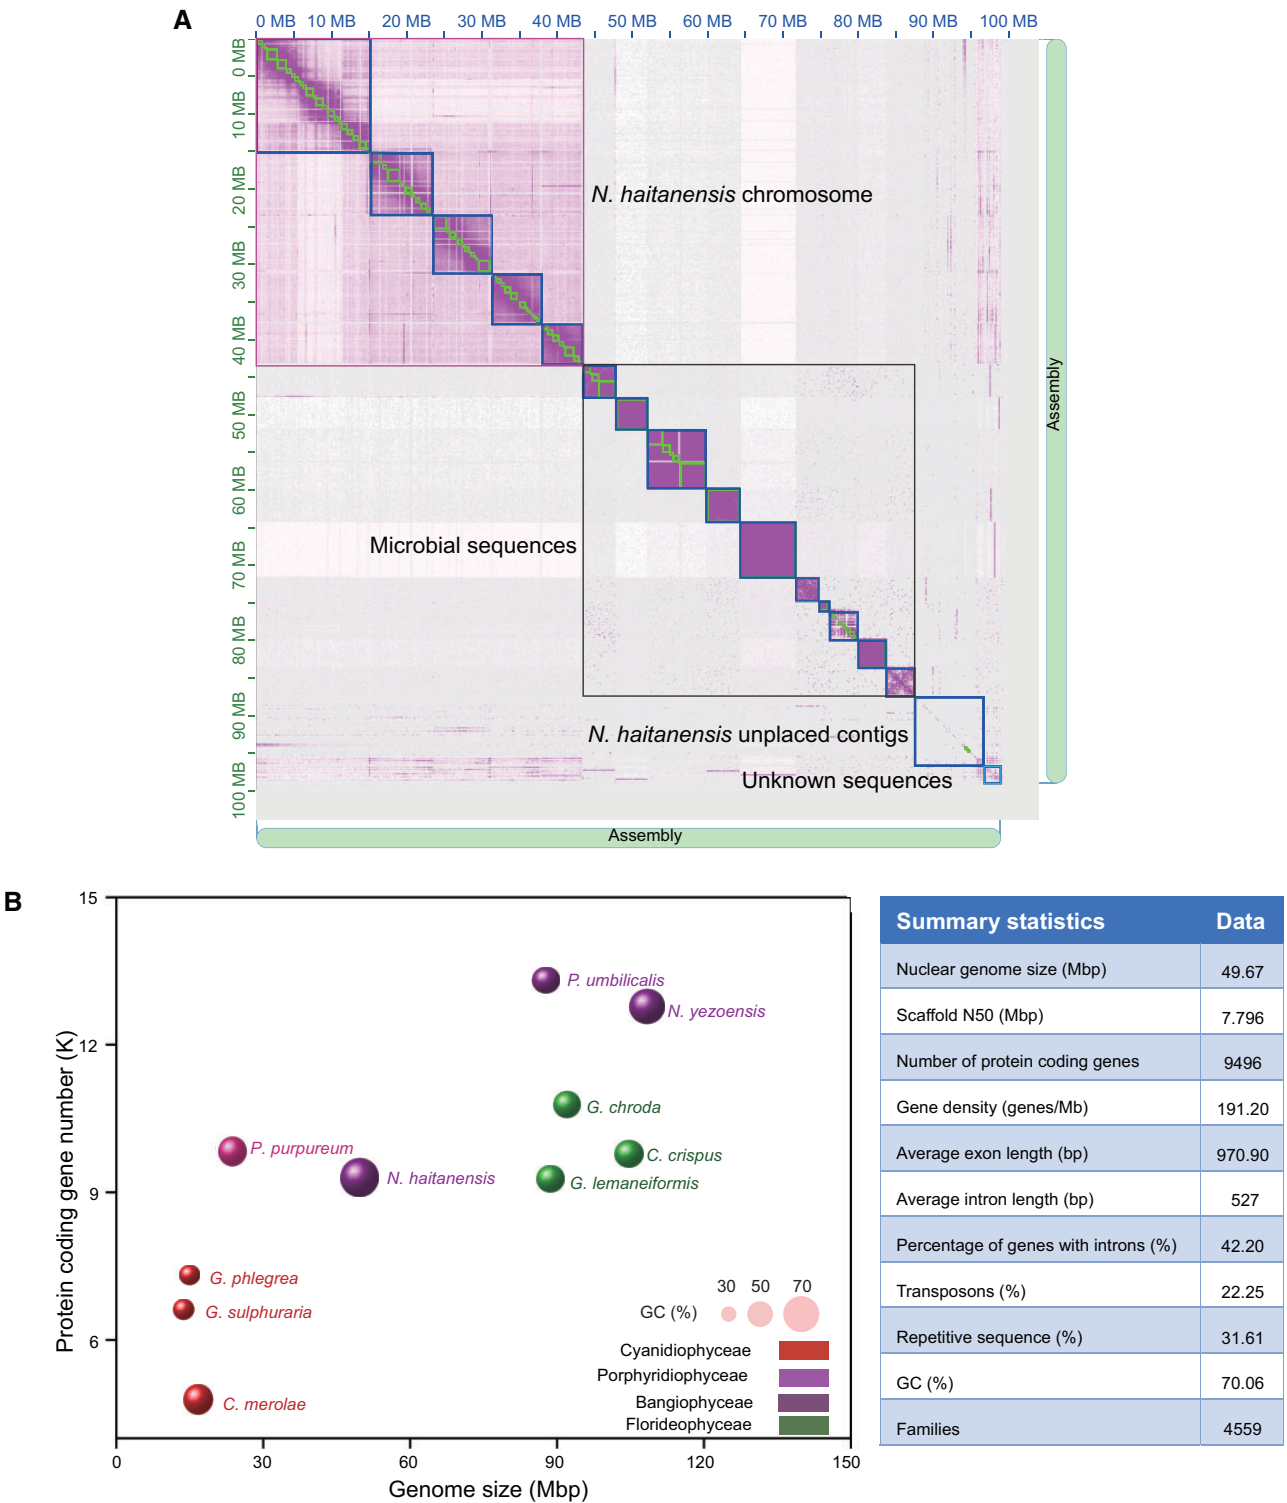 A
0 MB 10 MB 20 MB 30 MB 40 MB 50 MB 60 MB 70 MB 80 MB 90 MB 100 MB
0 MB
10 MB
20 MB
30 MB
40 MB
50 MB
60 MB
70 MB
80 MB
90 MB
100 MB
N. haitanensis chromosome
Microbial sequences
N. haitanensis unplaced contigs
Unknown sequences
Assembly
Assembly
B
Protein coding gene number (K)
15
12
9
6
P. umbilicalis
N. yezoensis
G. chroda
P. purpureum
C. crispus
N. haitanensis
G. lemaneiformis
G. phlegrea
G. sulphuraria
C. merolae
30 50 70
GC (%)
Cyanidiophyceae
Porphyridiophyceae
Bangiophyceae
Florideophyceae
0 30 60 90 120 150
Genome size (Mbp)
Summary statistics Data
Nuclear genome size (Mbp) 49.67
Scaffold N50 (Mbp) 7.796
Number of protein coding genes 9496
Gene density (genes/Mb) 191.20
Average exon length (bp) 970.90
Average intron length (bp) 527
Percentage of genes with introns (%) 42.20
Transposons (%) 22.25
Repetitive sequence (%) 31.61
GC (%) 70.06
Families 4559